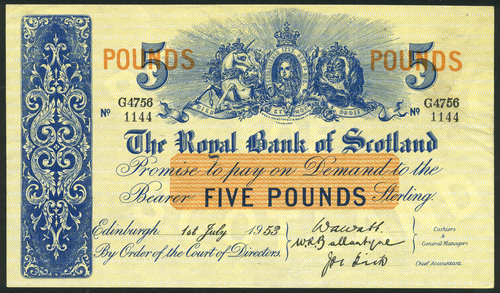 5 POUNDS POUNDS 5
Nº G4756 1144 Nº G4756 1144
The Royal Bank of Scotland
Promise to pay on Demand to the
Bearer FIVE POUNDS Sterling.
Edinburgh 1st July 1953
By Order of the Court of Directors
W A Watt
W R Ballantyne
Cashiers
& General Managers
Chief Accountant